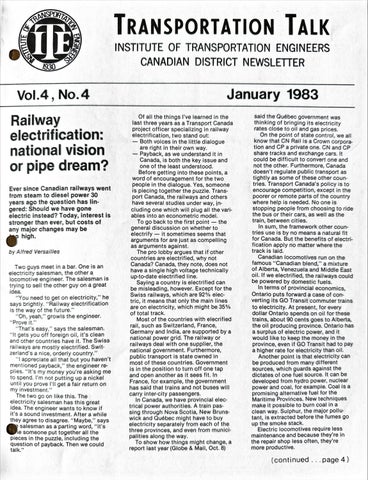 INSTITUTE OF TRANSPORTATION ENGINEERS
ITE
1930
TRANSPORTATION TALK
INSTITUTE OF TRANSPORTATION ENGINEERS
CANADIAN DISTRICT NEWSLETTER
Vol.4, No.4
January 1983
Railway
electrification:
national vision
or pipe dream?
Ever since Canadian railways went
from steam to diesel power 30
years ago the question has lin-
gered: Should we have gone
electric instead? Today, interest is
stronger than ever, but costs of
any major changes may be
high.
by Alfred Versailles
Two guys meet in a bar. One is an
electricity salesman, the other a
locomotive engineer. The salesman is
trying to sell the other guy on a great
idea.
"You need to get on electricity," he
says brightly. "Railway electrification
is the way of the future."
"Oh, yeah," grunts the engineer.
"Prove it."
"That's easy," says the salesman.
"It gets you off foreign oil, it's clean
and other countries have it. The Swiss
railways are mostly electrified. Swit-
zerland's a nice, orderly country."
"I appreciate all that but you haven't
mentioned payback," the engineer re-
plies. "It's my money you're asking me
to spend. I'm not putting up a nickel
until you prove I'll get a fair return on
my investment."
The two go on like this. The
electricity salesman has this great
idea. The engineer wants to know if
it's a sound investment. After a while
they agree to disagree. "Maybe," says
salesman as a parting word, "it's
someone put together all the
pieces in the puzzle, including the
question of payback. Then we could
talk."
Of all the things I've learned in the
last three years as a Transport Canada
project officer specializing in railway
electrification, two stand out:
— Both voices in the little dialogue
are right in their own way.
— Payback, as we understand it in
Canada, is both the key issue and
one of the least understood.
Before getting into these points, a
word of encouragement for the two
people in the dialogue. Yes, someone
is piecing together the puzzle. Trans-
port Canada, the railways and others
have several studies under way, in-
cluding one which will plug all the vari-
ables into an economic model.
To go back to the first point — the
general discussion on whether to
electrify — it sometimes seems that
arguments for are just as compelling
as arguments against.
The pro lobby argues that if other
countries are electrified, why not
Canada? Canada, they note, does not
have a single high voltage technically
up-to-date electrified line.
Saying a country is electrified can
be misleading, however. Except for the
Swiss railways, which are 92% elec-
tric, it means that only the main lines
are on electricity, which might be 25%
of total track.
Most of the countries with electrified
rail, such as Switzerland, France,
Germany and India, are supported by a
national power grid. The railway or
railways deal with one supplier, the
national government. Furthermore,
public transport is state owned in
most of these countries. Government
is in the position to turn off one tap
and open another as it sees fit. In
France, for example, the government
has said that trains and not buses will
carry inter-city passengers.
In Canada, we have provincial elec-
trical power authorities. A train pas-
sing through Nova Scotia, New Bruns-
wick and Québec might have to buy
electricity separately from each of the
three provinces, and even from munici-
palities along the way.
To show how things might change, a
report last year (Globe & Mail, Oct. 8)
said the Québec government was
thinking of bringing its electricity
rates close to oil and gas prices.
On the point of state control, we all
know that CN Rail is a Crown corpora-
tion and CP a private one. CN and CP
share tracks and exchange cars. It
could be difficult to convert one and
not the other. Furthermore, Canada
doesn't regulate public transport as
tightly as some of these other coun-
tries. Transport Canada's policy is to
encourage competition, except in the
poorer or remote parts of the country
where help is needed. No one is
stopping people from choosing to ride
the bus or their cars, as well as the
train, between cities.
In sum, the framework other coun-
tries use is by no means a natural fit
for Canada. But the benefits of electri-
fication apply no matter where the
track is laid.
Canadian locomotives run on the
famous "Canadian blend," a mixture
of Alberta, Venezuela and Middle East
oil. If we electrified, the railways could
be powered by domestic fuels.
In terms of provincial economics,
Ontario puts forward a case of con-
verting its GO Transit commuter trains
to electricity. At present, for every
dollar Ontario spends on oil for these
trains, about 90 cents goes to Alberta,
the oil producing province. Ontario has
a surplus of electric power, and it
would like to keep the money in the
province, even if GO Transit had to pay
a higher rate for electricity than oil.
Another point is that electricity can
be produced from many different
sources, which guards against the
dictates of one fuel source. It can be
developed from hydro power, nuclear
power and coal, for example. Coal is a
promising alternative for fuel the
Maritime Provinces. New techniques
make it possible to burn coal in a
clean way. Sulphur, the major pollu-
tant, is extracted before the fumes go
up the smoke stack.
Electric locomotives require less
maintenance and because they're in
the repair shop less often, they're
more productive.
(continued...page 4)